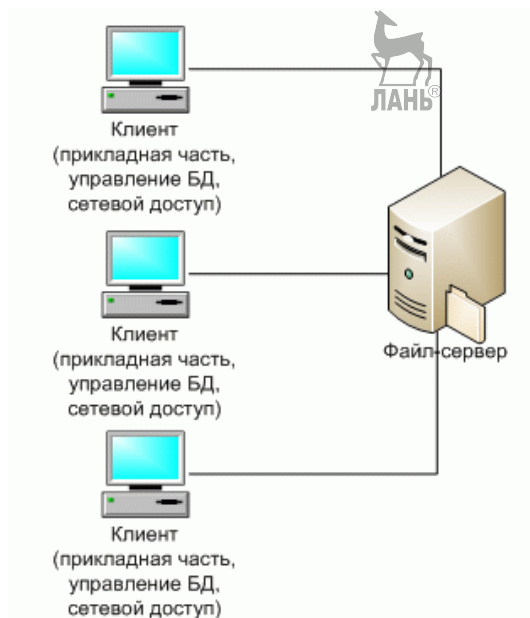 ЛАНЬ®
Клиент
(прикладная часть,
управление БД,
сетевой доступ)
Файл-сервер
Клиент
(прикладная часть,
управление БД,
сетевой доступ)
Клиент
(прикладная часть,
управление БД,
сетевой доступ)